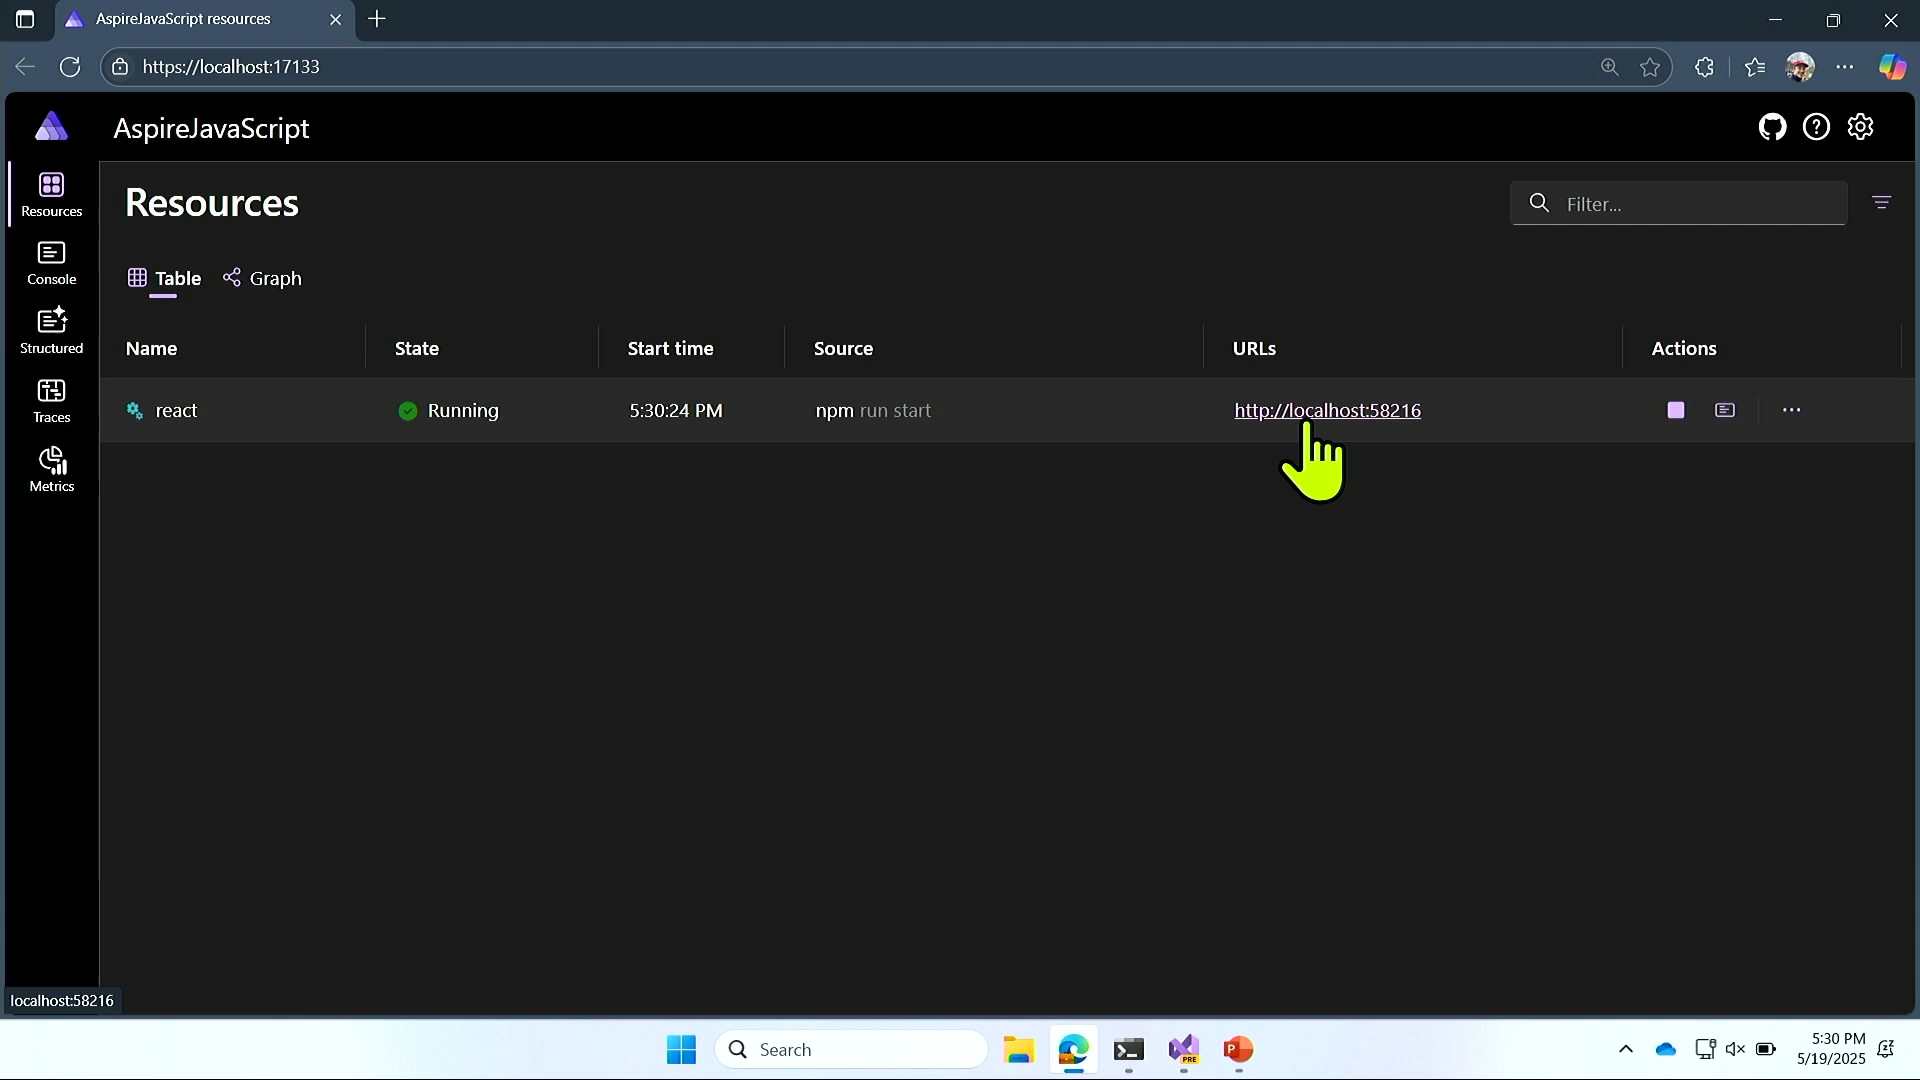 AspireJavaScript resources
https://localhost:17133
AspireJavaScript
Resources
Console
Structured
Traces
Metrics
Resources
Filter...
Table
Graph
Name State Start time Source URLs Actions
react Running 5:30:24 PM npm run start http://localhost:58216
localhost:58216
Search
PRE
P
5:30 PM
5/19/2025